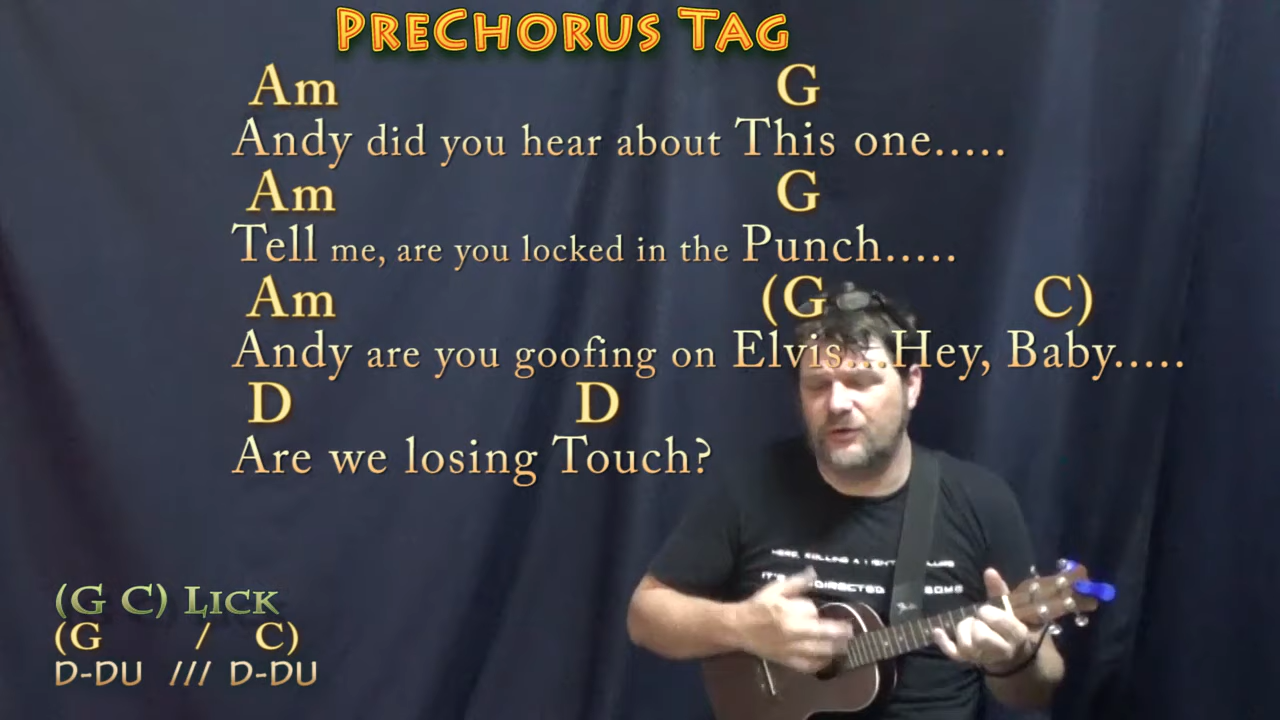 PreChorus Tag
Am G
Andy did you hear about This one.....
Am G
Tell me, are you locked in the Punch.....
Am (G C)
Andy are you goofing on Elvis...Hey, Baby.....
D D
Are we losing Touch?
(G C) Lick
(G / C)
D-DU /// D-DU